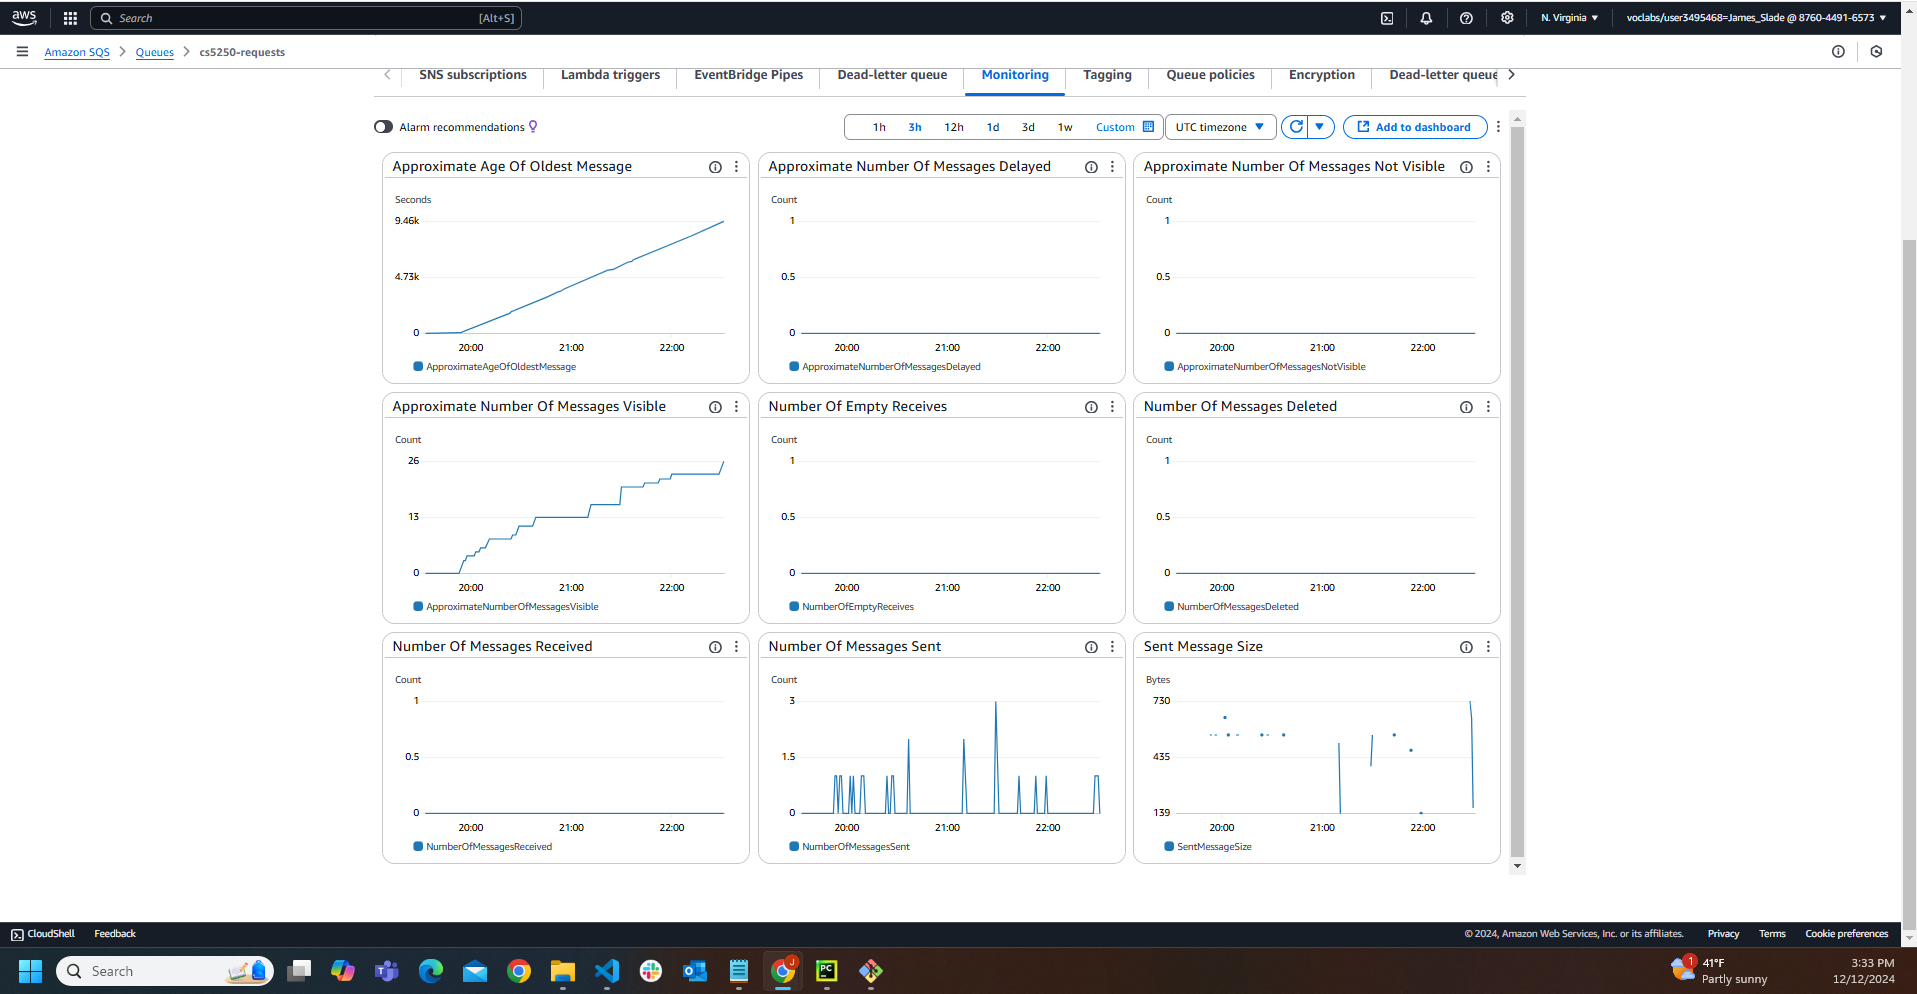 aws
Search [Alt+S]
N. Virginia
voclabs/user3495468=James_Slade @ 8760-4491-6573
Amazon SQS
Queues
cs5250-requests
SNS subscriptions
Lambda triggers
EventBridge Pipes
Dead-letter queue
Monitoring
Tagging
Queue policies
Encryption
Dead-letter queue
Alarm recommendations
1h 3h 12h 1d 3d 1w Custom
UTC timezone
Add to dashboard
Approximate Age Of Oldest Message
Seconds
9.46k
4.73k
0
20:00 21:00 22:00
ApproximateAgeOfOldestMessage
Approximate Number Of Messages Delayed
Count
1
0.5
0
20:00 21:00 22:00
ApproximateNumberOfMessagesDelayed
Approximate Number Of Messages Not Visible
Count
1
0.5
0
20:00 21:00 22:00
ApproximateNumberOfMessagesNotVisible
Approximate Number Of Messages Visible
Count
26
13
0
20:00 21:00 22:00
ApproximateNumberOfMessagesVisible
Number Of Empty Receives
Count
1
0.5
0
20:00 21:00 22:00
NumberOfEmptyReceives
Number Of Messages Deleted
Count
1
0.5
0
20:00 21:00 22:00
NumberOfMessagesDeleted
Number Of Messages Received
Count
1
0.5
0
20:00 21:00 22:00
NumberOfMessagesReceived
Number Of Messages Sent
Count
3
1.5
0
20:00 21:00 22:00
NumberOfMessagesSent
Sent Message Size
Bytes
730
435
139
20:00 21:00 22:00
SentMessageSize
CloudShell
Feedback
© 2024, Amazon Web Services, Inc. or its affiliates.
Privacy
Terms
Cookie preferences
Search
J
PC
1
41°F
Partly sunny
3:33 PM
12/12/2024